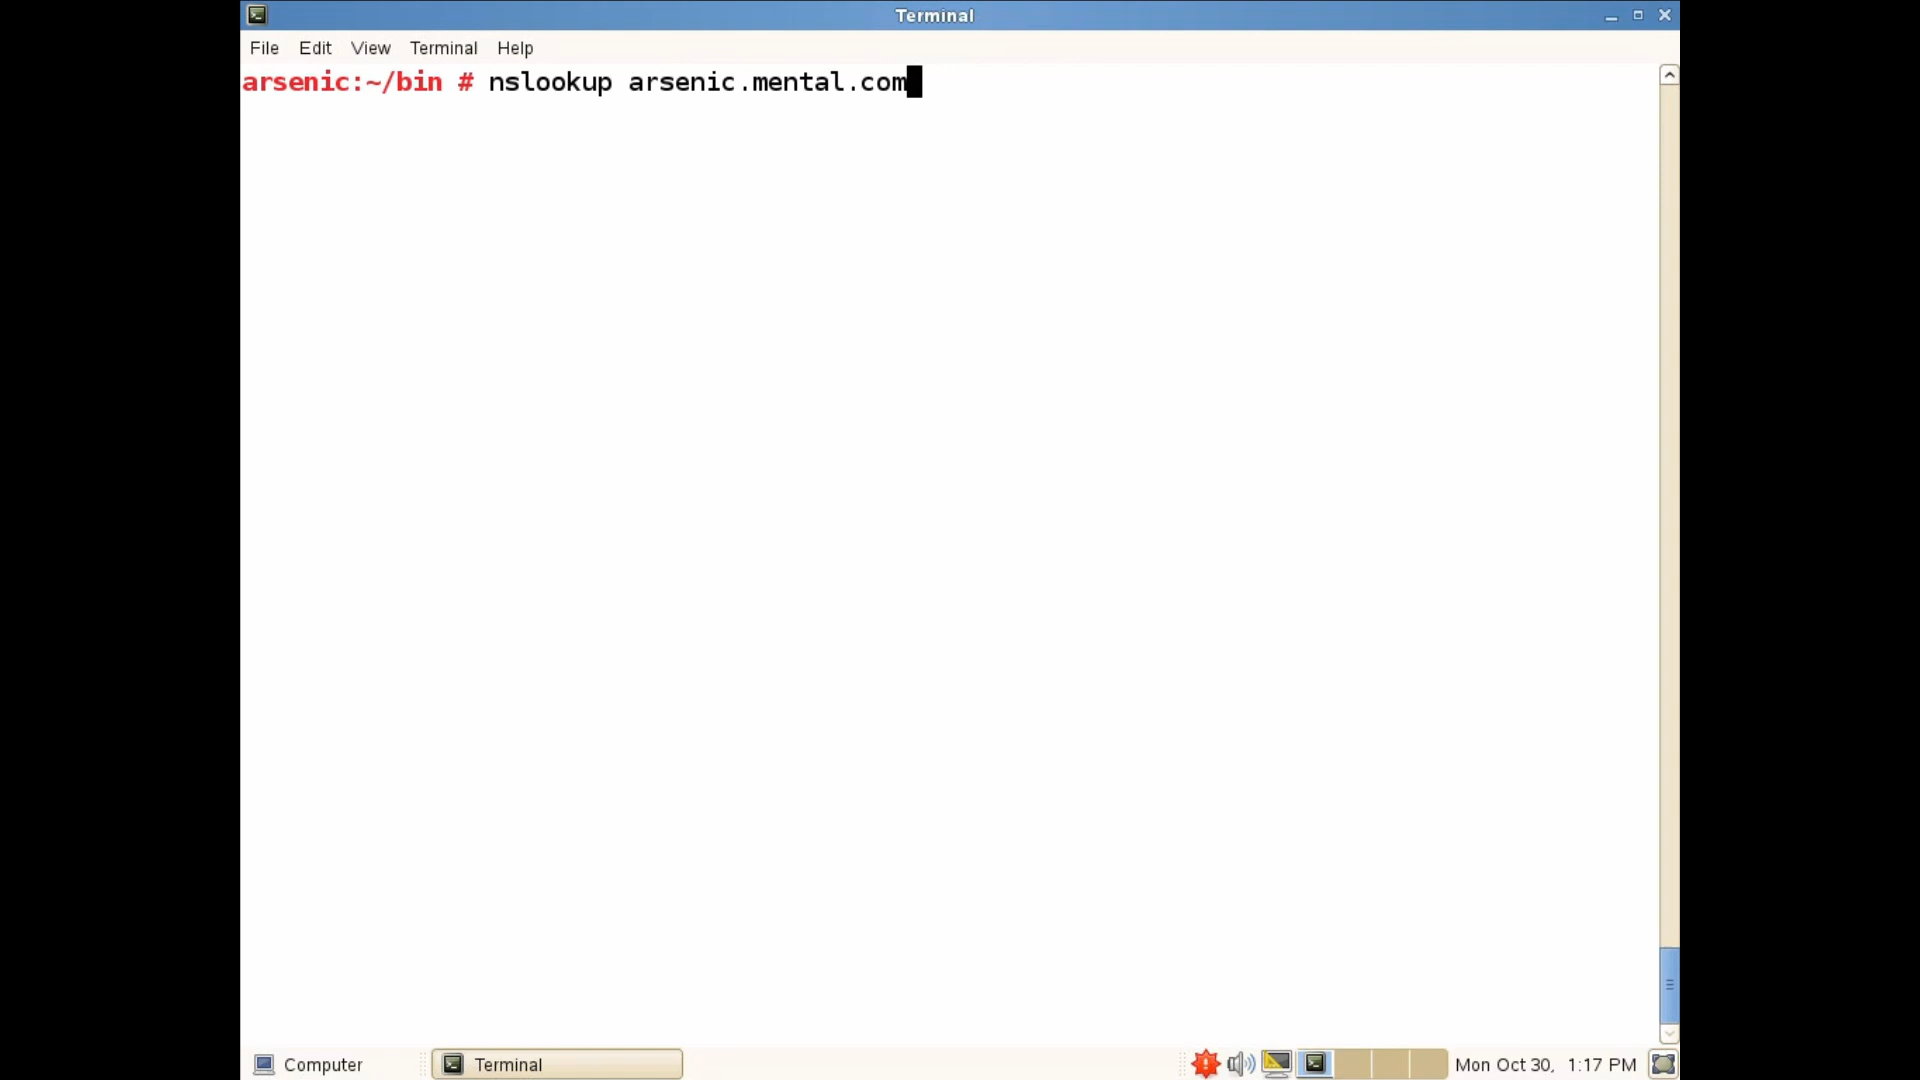 Terminal
File Edit View Terminal Help
arsenic:~/bin # nslookup arsenic.mental.com
Computer Terminal Mon Oct 30, 1:17 PM